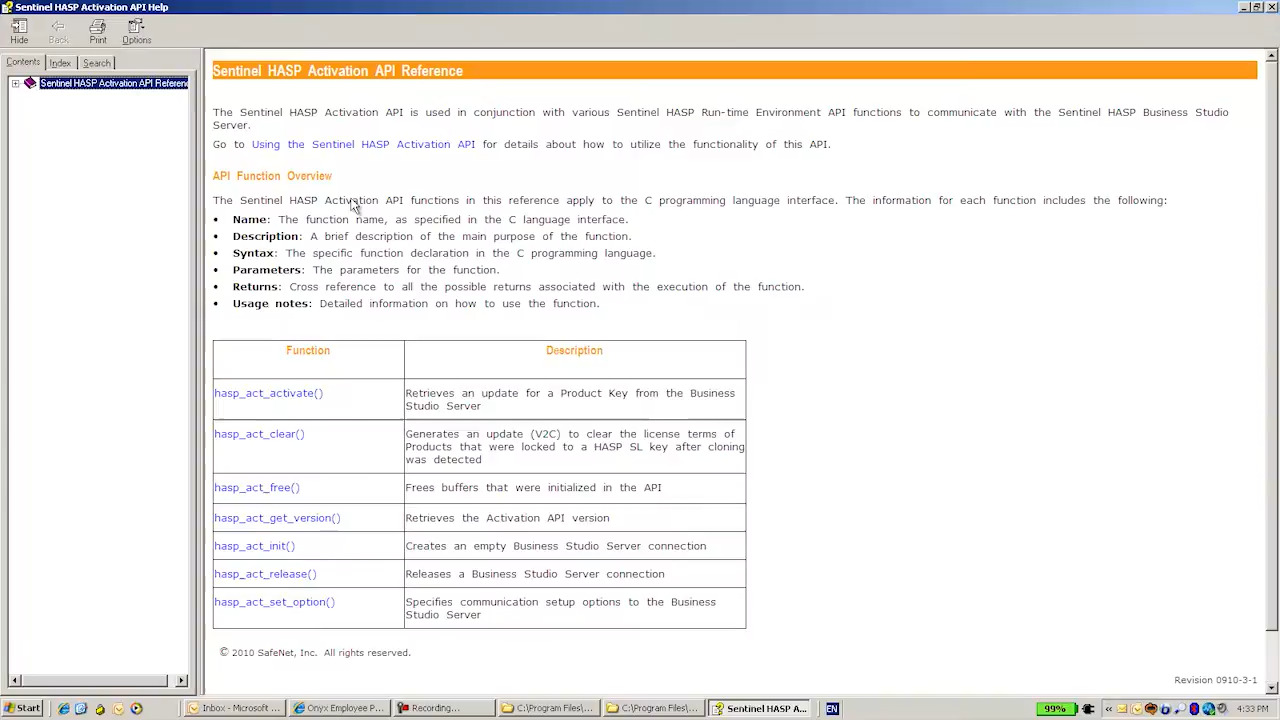 Sentinel HASP Activation API Help
Hide
Back
Print
Options
Contents
Index
Search
Sentinel HASP Activation API Referenc
Sentinel HASP Activation API Reference
The Sentinel HASP Activation API is used in conjunction with various Sentinel HASP Run-time Environment API functions to communicate with the Sentinel HASP Business Studio
Server.
Go to Using the Sentinel HASP Activation API for details about how to utilize the functionality of this API.
API Function Overview
The Sentinel HASP Activation API functions in this reference apply to the C programming language interface. The information for each function includes the following:
• Name: The function name, as specified in the C language interface.
• Description: A brief description of the main purpose of the function.
• Syntax: The specific function declaration in the C programming language.
• Parameters: The parameters for the function.
• Returns: Cross reference to all the possible returns associated with the execution of the function.
• Usage notes: Detailed information on how to use the function.
Function
Description
hasp_act_activate()
Retrieves an update for a Product Key from the Business
Studio Server
hasp_act_clear()
Generates an update (V2C) to clear the license terms of
Products that were locked to a HASP SL key after cloning
was detected
hasp_act_free()
Frees buffers that were initialized in the API
hasp_act_get_version()
Retrieves the Activation API version
hasp_act_init()
Creates an empty Business Studio Server connection
hasp_act_release()
Releases a Business Studio Server connection
hasp_act_set_option()
Specifies communication setup options to the Business
Studio Server
© 2010 SafeNet, Inc. All rights reserved.
Revision 0910-3-1
Start
Inbox - Microsoft ...
Onyx Employee P...
Recording...
C:\Program Files\...
C:\Program Files\...
Sentinel HASP A...
EN
99%
4:33 PM